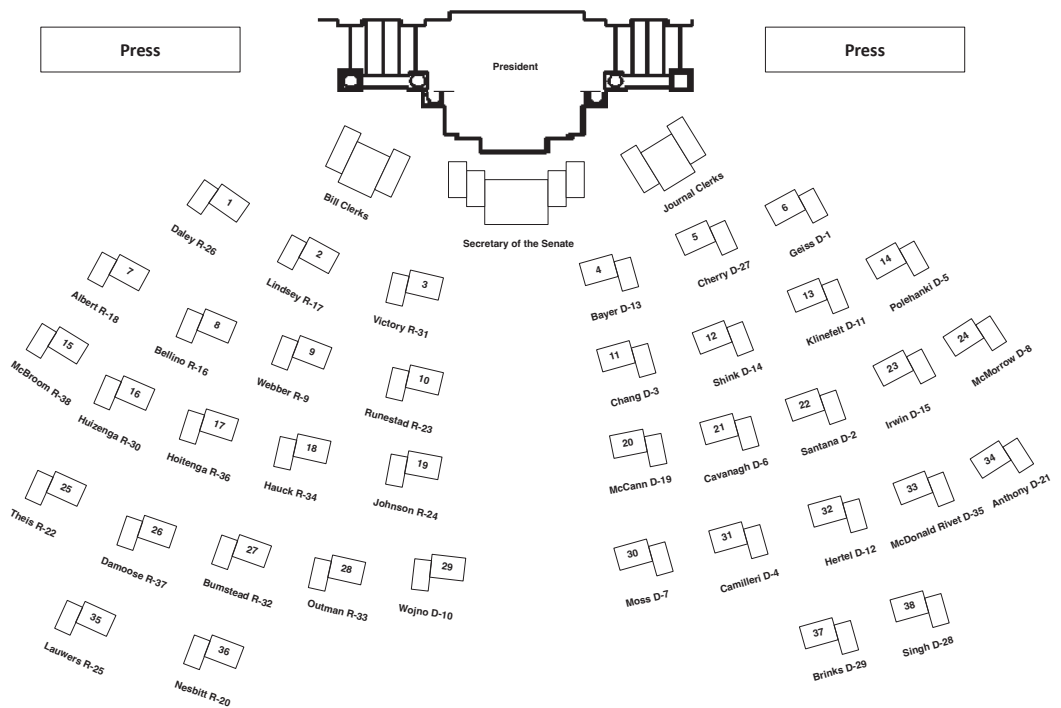 Press
President
Press
Bill Clerks
Secretary of the Senate
Journal Clerks
1
Daley R-26
2
Lindsey R-17
3
Victory R-31
4
Bayer D-13
5
Cherry D-27
6
Geiss D-1
7
Albert R-18
8
Bellino R-16
9
Webber R-9
10
Runestad R-23
11
Chang D-3
12
Shink D-14
13
Klinefelt D-11
14
Polehanki D-5
15
McBroom R-38
16
Huizenga R-30
17
Hoitenga R-36
18
Hauck R-34
19
Johnson R-24
20
McCann D-19
21
Cavanagh D-6
22
Santana D-2
23
Irwin D-15
24
McMorrow D-8
25
Theis R-22
26
Damoose R-37
27
Bumstead R-32
28
Outman R-33
29
Wojno D-10
30
Moss D-7
31
Camilleri D-4
32
Hertel D-12
33
McDonald Rivet D-35
34
Anthony D-21
35
Lauwers R-25
36
Nesbitt R-20
37
Brinks D-29
38
Singh D-28